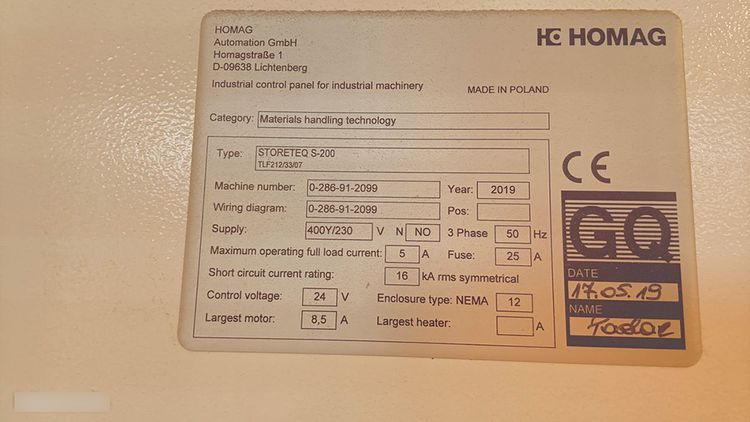 HOMAG
Automation GmbH
Homagstraße 1
D-09638 Lichtenberg
HOMAG
Industrial control panel for industrial machinery
MADE IN POLAND
Category: Materials handling technology
Type: STORETEQ S-200
TLF212/33/07
Machine number: 0-286-91-2099 Year: 2019
Wiring diagram: 0-286-91-2099 Pos:
Supply: 400Y/230 V N NO 3 Phase 50 Hz
Maximum operating full load current: 5 A Fuse: 25 A
Short circuit current rating: 16 kA rms symmetrical
Control voltage: 24 V Enclosure type: NEMA 12
Largest motor: 8,5 A Largest heater: A
CE
GQ
DATE
17.05.19
NAME